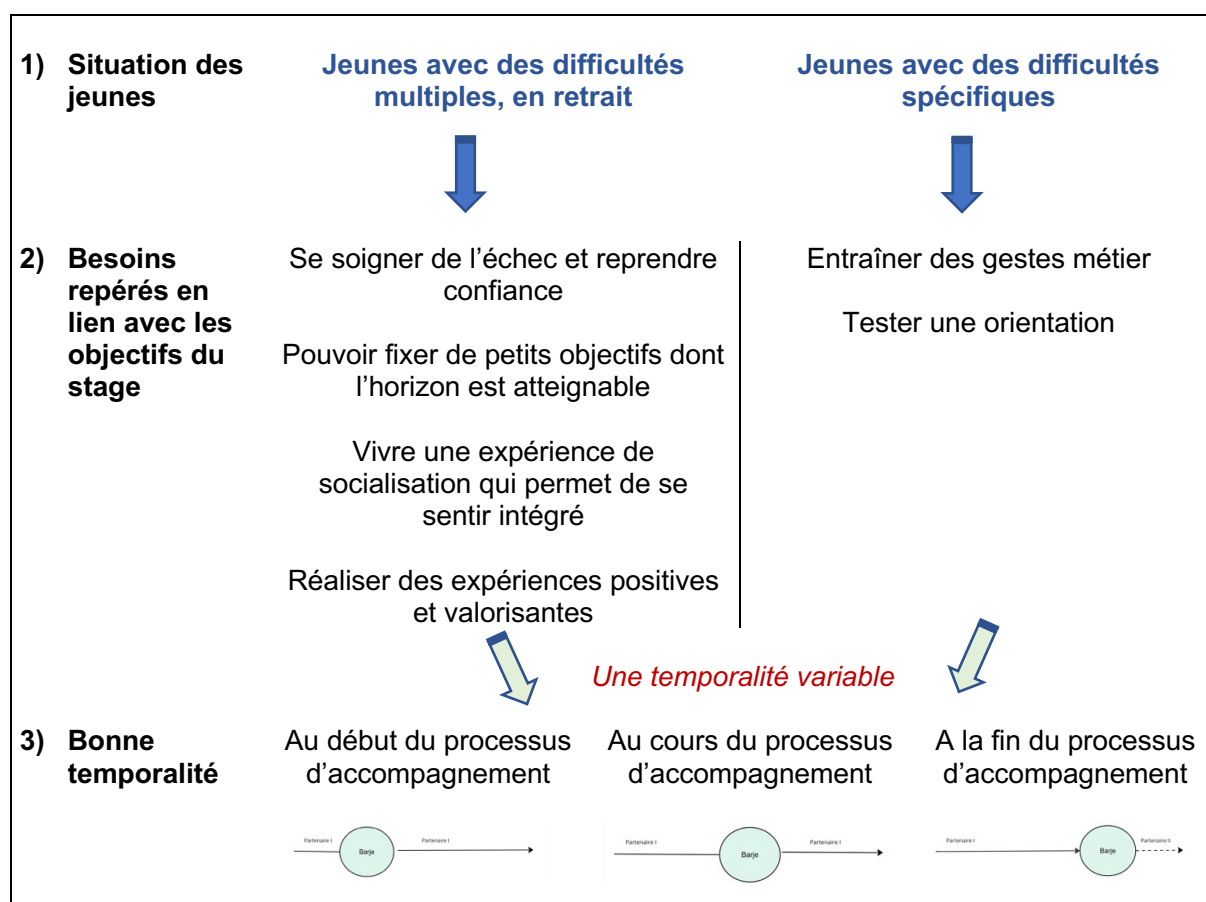 1) Situation des
jeunes
Jeunes avec des difficultés
multiples, en retrait
Jeunes avec des difficultés
spécifiques
2) Besoins
repérés en
lien avec les
objectifs du
stage
Se soigner de l’échec et reprendre
confiance
Pouvoir fixer de petits objectifs dont
l’horizon est atteignable
Vivre une expérience de
socialisation qui permet de se
sentir intégré
Réaliser des expériences positives
et valorisantes
Entraîner des gestes métier
Tester une orientation
Une temporalité variable
3) Bonne
temporalité
Au début du processus
d’accompagnement
Au cours du processus
d’accompagnement
A la fin du processus
d’accompagnement
Partenaire I
Barje
Partenaire I
Partenaire I
Barje
Partenaire I
Partenaire I
Barje
Partenaire II